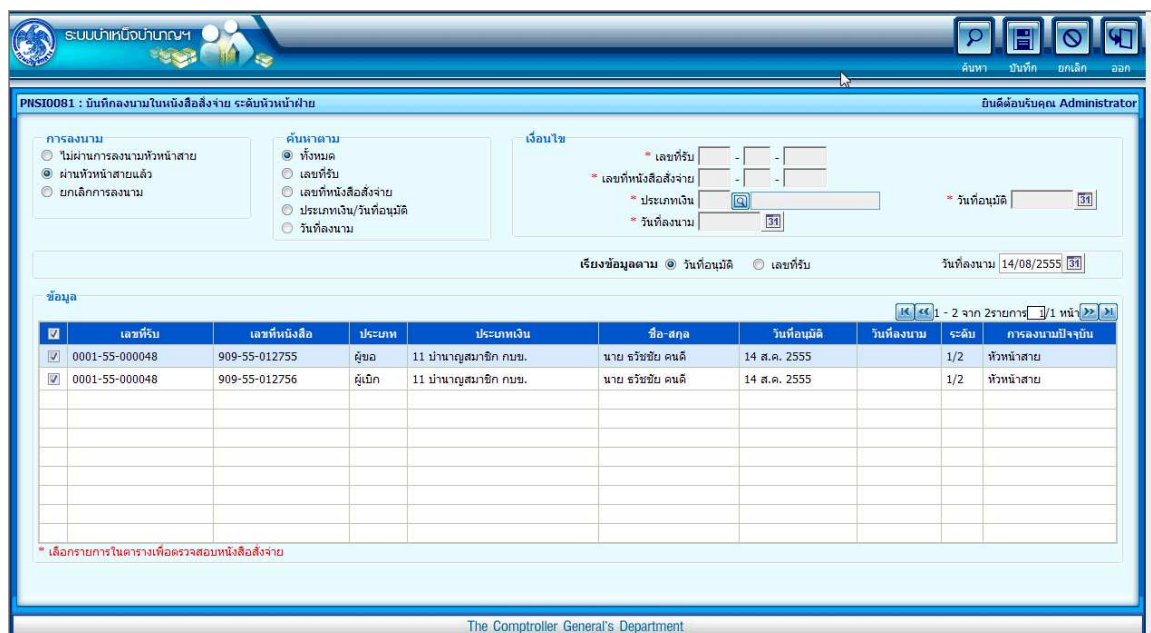 ระบบบำเหน็จบำนาญฯ
ค้นหา บันทึก ยกเลิก ออก
PNSI0081 : บันทึกลงนามในหนังสือสั่งจ่าย ระดับหัวหน้าฝ่าย ยินดีต้อนรับคุณ Administrator
การลงนาม ค้นหาตาม เงื่อนไข
ไม่ผ่านการลงนามหัวหน้าสาย ทั้งหมด * เลขที่รับ - -
ผ่านหัวหน้าสายแล้ว เลขที่รับ * เลขที่หนังสือสั่งจ่าย - -
ยกเลิกการลงนาม เลขที่หนังสือสั่งจ่าย * ประเภทเงิน * วันที่อนุมัติ 31
ประเภทเงิน/วันที่อนุมัติ * วันที่ลงนาม 31
วันที่ลงนาม
เรียงข้อมูลตาม วันที่อนุมัติ เลขที่รับ วันที่ลงนาม 14/08/2555 31
ข้อมูล
1 - 2 จาก 2รายการ 1/1 หน้า
เลขที่รับ เลขที่หนังสือ ประเภท ประเภทเงิน ชื่อ-สกุล วันที่อนุมัติ วันที่ลงนาม ระดับ การลงนามปัจจุบัน
0001-55-000048 909-55-012755 ผู้ขอ 11 บำนาญสมาชิก กบข. นาย ธวัชชัย คนดี 14 ส.ค. 2555 1/2 หัวหน้าสาย
0001-55-000048 909-55-012756 ผู้เบิก 11 บำนาญสมาชิก กบข. นาย ธวัชชัย คนดี 14 ส.ค. 2555 1/2 หัวหน้าสาย
* เลือกรายการในตารางเพื่อตรวจสอบหนังสือสั่งจ่าย
The Comptroller General's Department